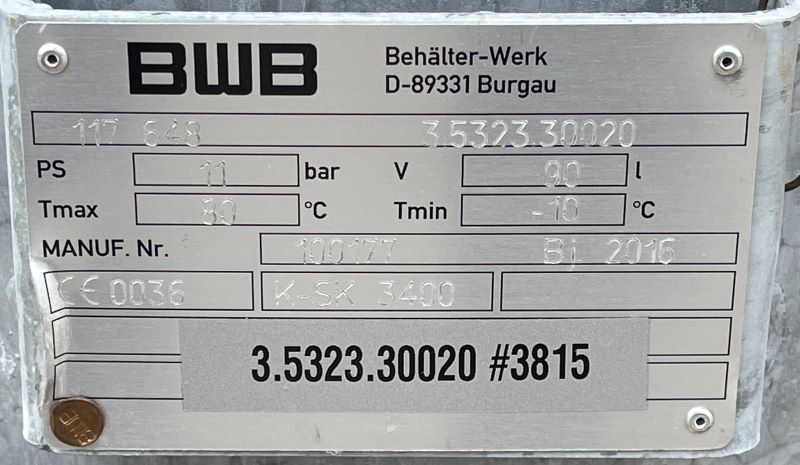 BWB
Behälter-Werk
D-89331 Burgau
117 648 3.5323.30020
PS 11 bar V 90 l
Tmax 80 °C Tmin -10 °C
MANUF. Nr. 100177 Bj 2016
CE 0036 K-SK 3400
3.5323.30020 #3815
BWB